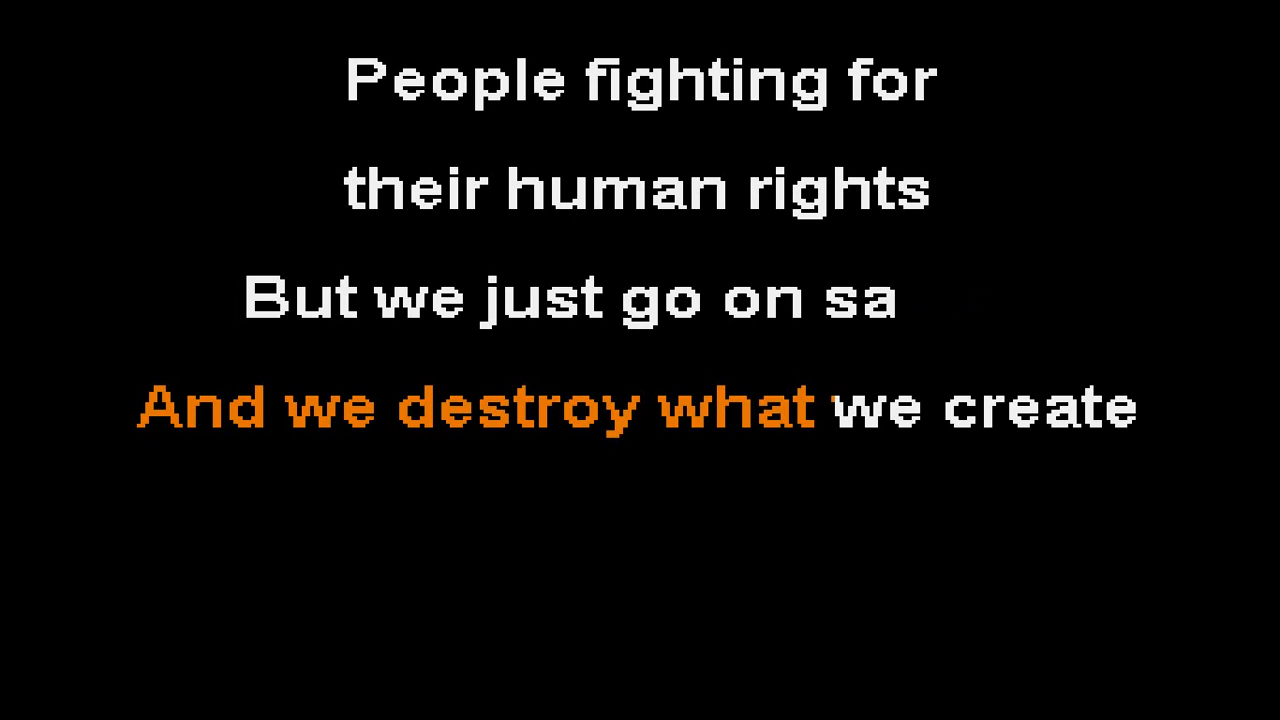 People fighting for
their human rights
But we just go on sa
And we destroy what we create